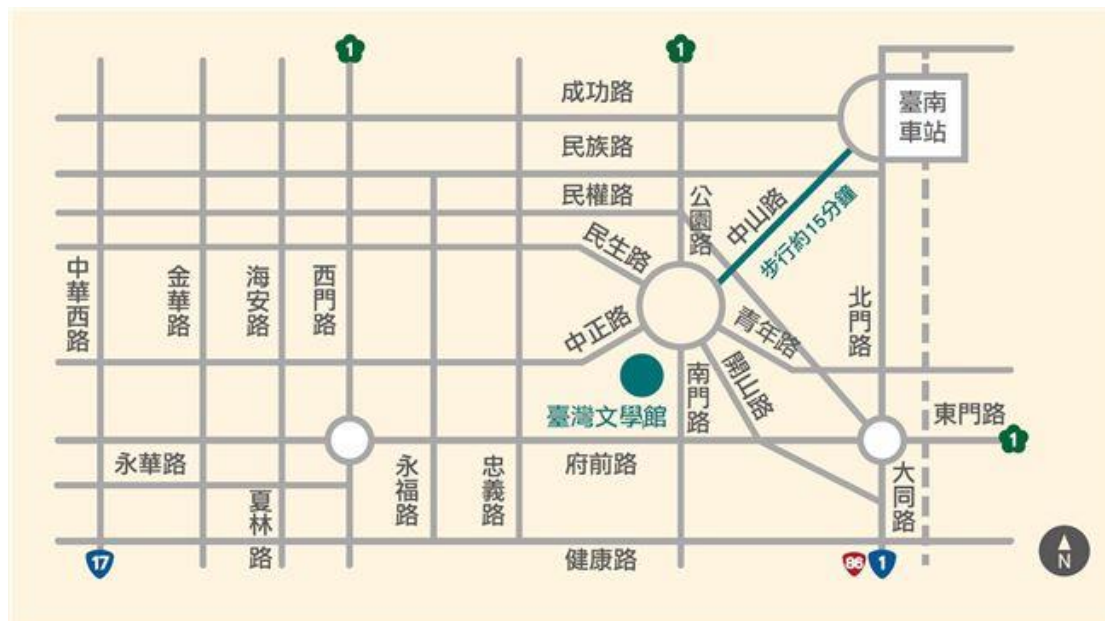 1
1
成功路
臺南
車站
民族路
民權路
公園路
中山路
步行約15分鐘
民生路
中華西路
金華路
海安路
西門路
北門路
中正路
青年路
南門路
開山路
臺灣文學館
東門路
1
永華路
永福路
忠義路
府前路
大同路
夏林路
健康路
17
86
1
N